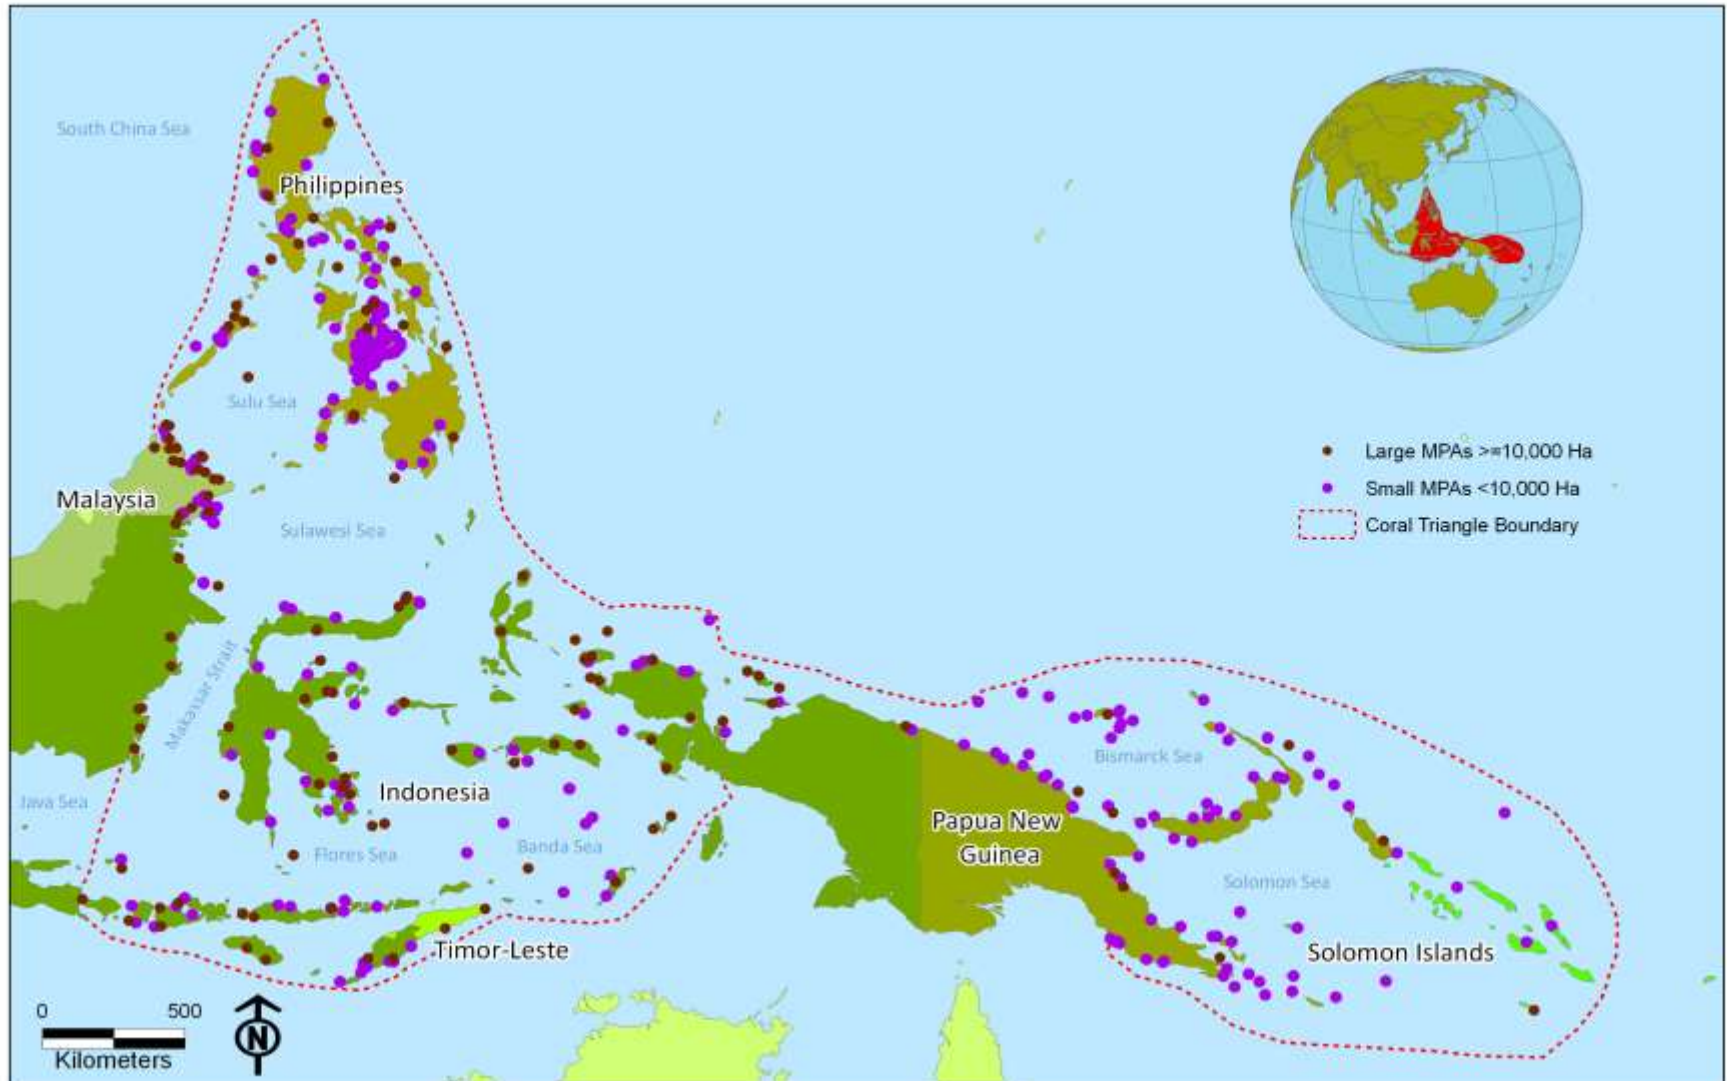 South China Sea
Philippines
Sulu Sea
Malaysia
Sulawesi Sea
Large MPAs >=10,000 Ha
Small MPAs <10,000 Ha
Coral Triangle Boundary
Makassar Strait
Java Sea
Indonesia
Flores Sea
Banda Sea
Bismarck Sea
Papua New
Guinea
Solomon Sea
Timor-Leste
Solomon Islands
0 500
Kilometers
N